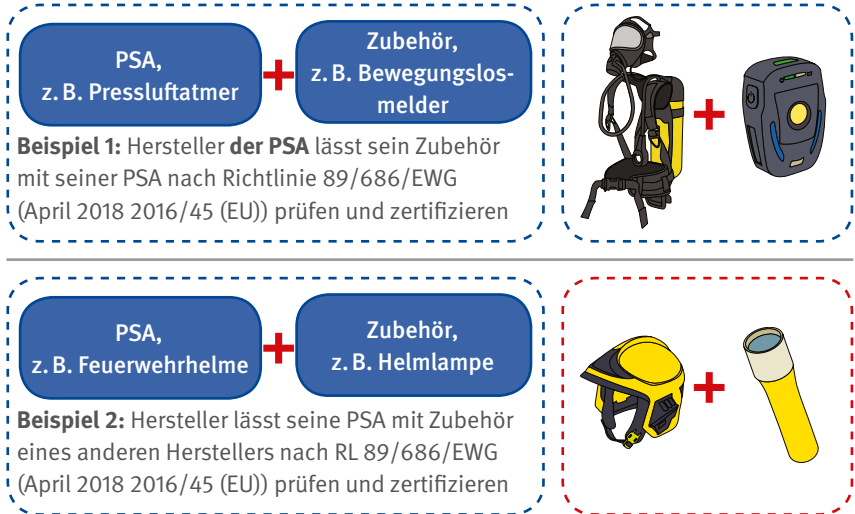 PSA,
z. B. Pressluftatmer
Zubehör,
z. B. Bewegungslos-
melder
Beispiel 1: Hersteller der PSA lässt sein Zubehör
mit seiner PSA nach Richtlinie 89/686/EWG
(April 2018 2016/45 (EU)) prüfen und zertifizieren
PSA,
z. B. Feuerwehrhelme
Zubehör,
z. B. Helmlampe
Beispiel 2: Hersteller lässt seine PSA mit Zubehör
eines anderen Herstellers nach RL 89/686/EWG
(April 2018 2016/45 (EU)) prüfen und zertifizieren